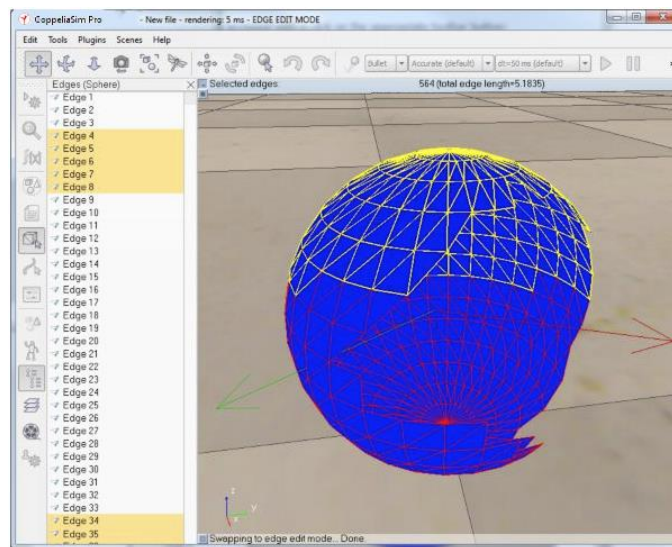 CoppeliaSim Pro - New file - rendering: 5 ms - EDGE EDIT MODE
Edit Tools Plugins Scenes Help
Bullet Accurate (default) dt=50 ms (default)
Edges (Sphere)
Selected edges: 564 (total edge length=5.1835)
Edge 1
Edge 2
Edge 3
Edge 4
Edge 5
Edge 6
Edge 7
Edge 8
Edge 9
Edge 10
Edge 11
Edge 12
Edge 13
Edge 14
Edge 15
Edge 16
Edge 17
Edge 18
Edge 19
Edge 20
Edge 21
Edge 22
Edge 23
Edge 24
Edge 25
Edge 26
Edge 27
Edge 28
Edge 29
Edge 30
Edge 31
Edge 32
Edge 33
Edge 34
Edge 35
z
y
x
Swapping to edge edit mode... Done.